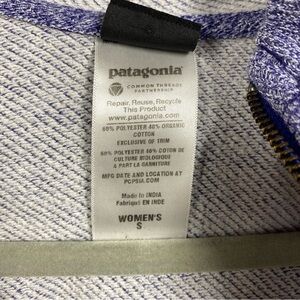 patagonia
COMMON THREADS
PARTNERSHIP
Repair, Reuse, Recycle
This Product
www.patagonia.com
60% POLYESTER 40% ORGANIC
COTTON
EXCLUSIVE OF TRIM
60% POLYESTER 40% COTON DE
CULTURE BIOLOGIQUE
À PART LA GARNITURE
MFG DATE AND LOCATION AT
PCPSIA.COM
Made in INDIA
Fabriqué EN INDE
WOMEN'S
S